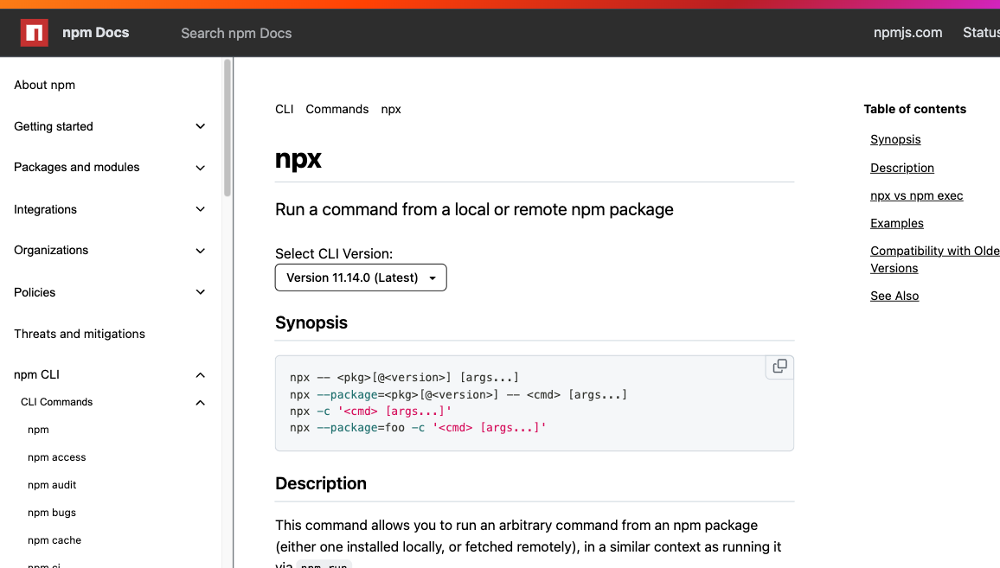 npm Docs
Search npm Docs
npmjs.com
Status
About npm
Getting started
Packages and modules
Integrations
Organizations
Policies
Threats and mitigations
npm CLI
CLI Commands
npm
npm access
npm audit
npm bugs
npm cache
npm ci
CLI Commands npx
npx
Run a command from a local or remote npm package
Select CLI Version:
Version 11.14.0 (Latest)
Synopsis
npx -- <pkg>[@<version>] [args...]
npx --package=<pkg>[@<version>] -- <cmd> [args...]
npx -c '<cmd> [args...]'
npx --package=foo -c '<cmd> [args...]'
Description
This command allows you to run an arbitrary command from an npm package
(either one installed locally, or fetched remotely), in a similar context as running it
via npm run.
Table of contents
Synopsis
Description
npx vs npm exec
Examples
Compatibility with Olde
Versions
See Also